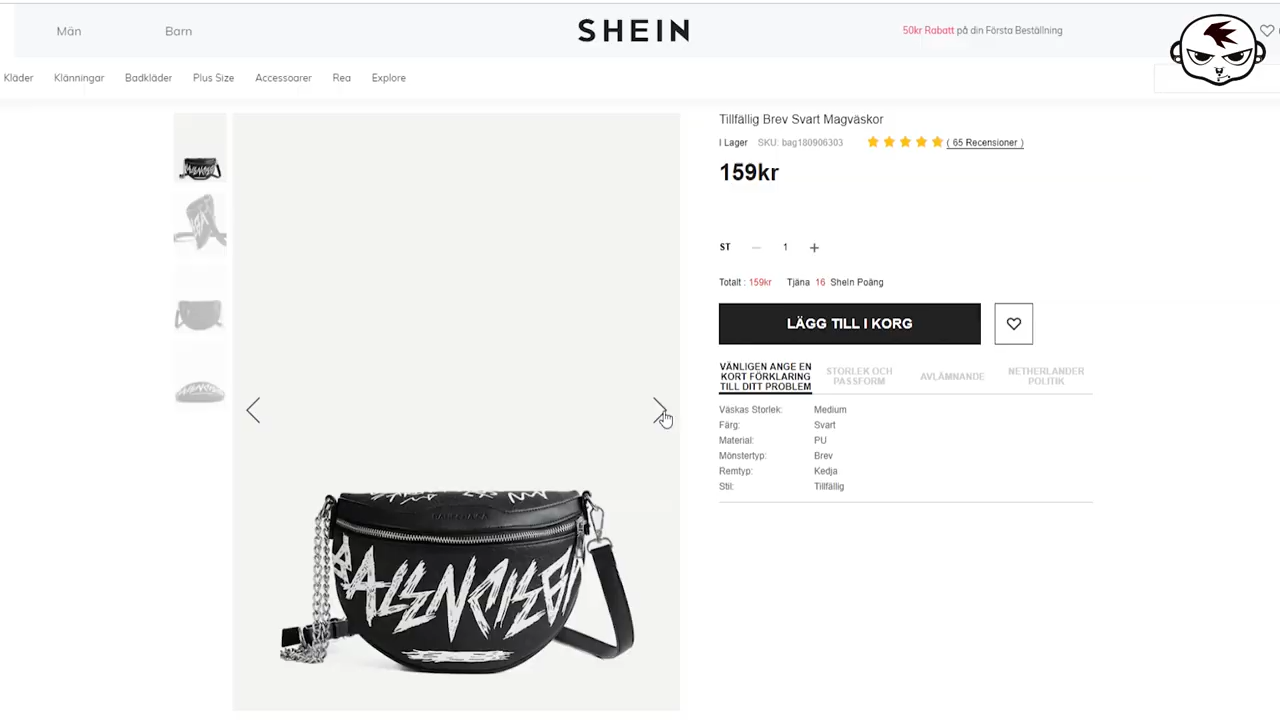 Män
Barn
SHEIN
50kr Rabatt på din Första Beställning
Kläder
Klänningar
Badkläder
Plus Size
Accessoarer
Rea
Explore
Tillfällig Brev Svart Magväskor
I Lager SKU: bag180906303 ( 65 Recensioner )
159kr
ST — 1 +
Totalt : 159kr Tjäna 16 SheIn Poäng
LÄGG TILL I KORG
VÄNLIGEN ANGE EN
KORT FÖRKLARING
TILL DITT PROBLEM
STORLEK OCH
PASSFORM
AVLÄMNANDE
NETHERLANDER
POLITIK
Väskas Storlek: Medium
Färg: Svart
Material: PU
Mönstertyp: Brev
Remtyp: Kedja
Stil: Tillfällig
BALENCIEGA